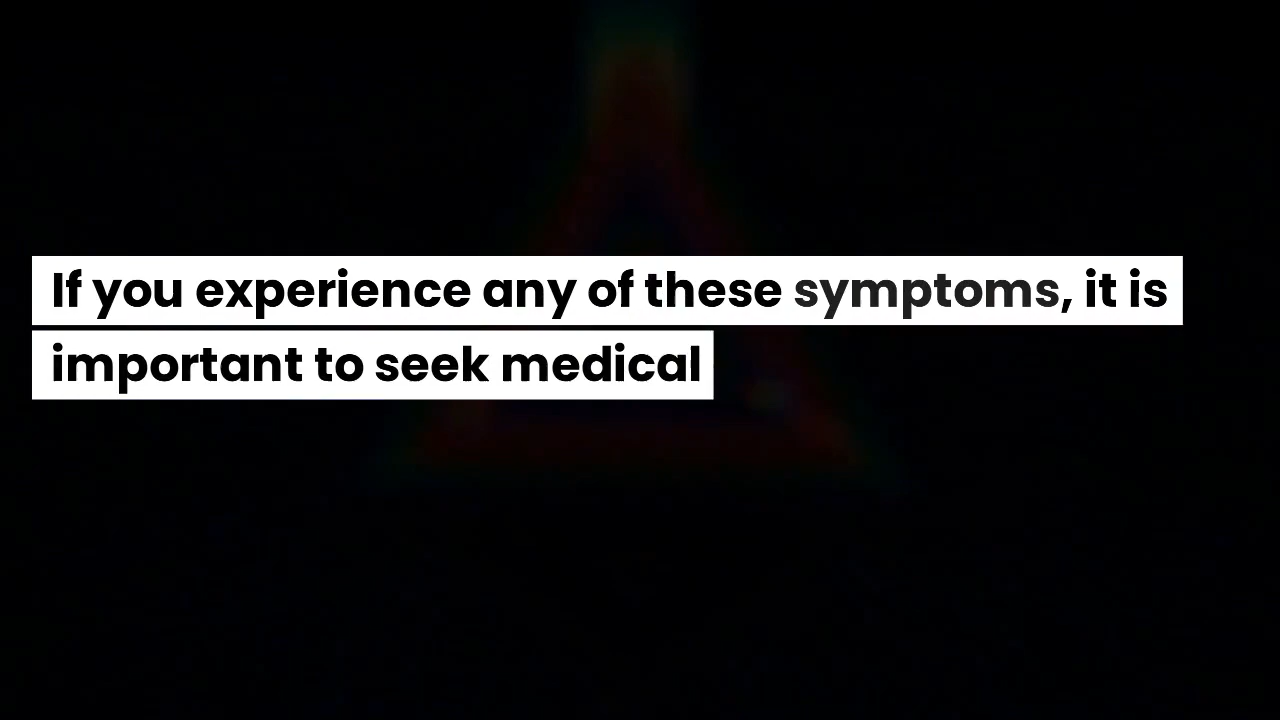 If you experience any of these symptoms, it is
important to seek medical